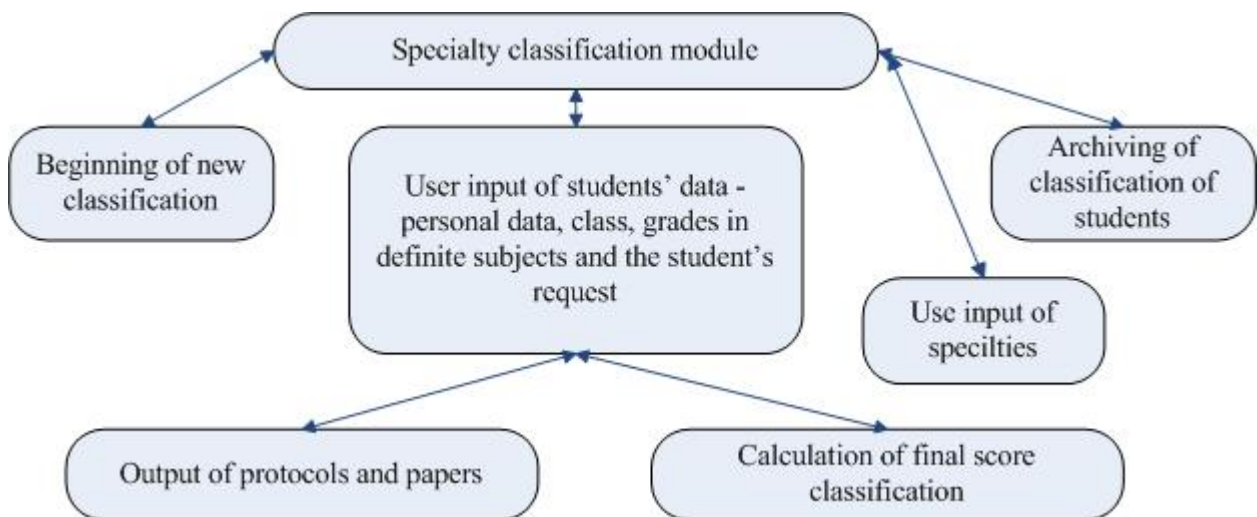 Specialty classification module
Beginning of new
classification
User input of students’ data -
personal data, class, grades in
definite subjects and the student’s
request
Archiving of
classification of
students
Use input of
specilties
Output of protocols and papers
Calculation of final score
classification